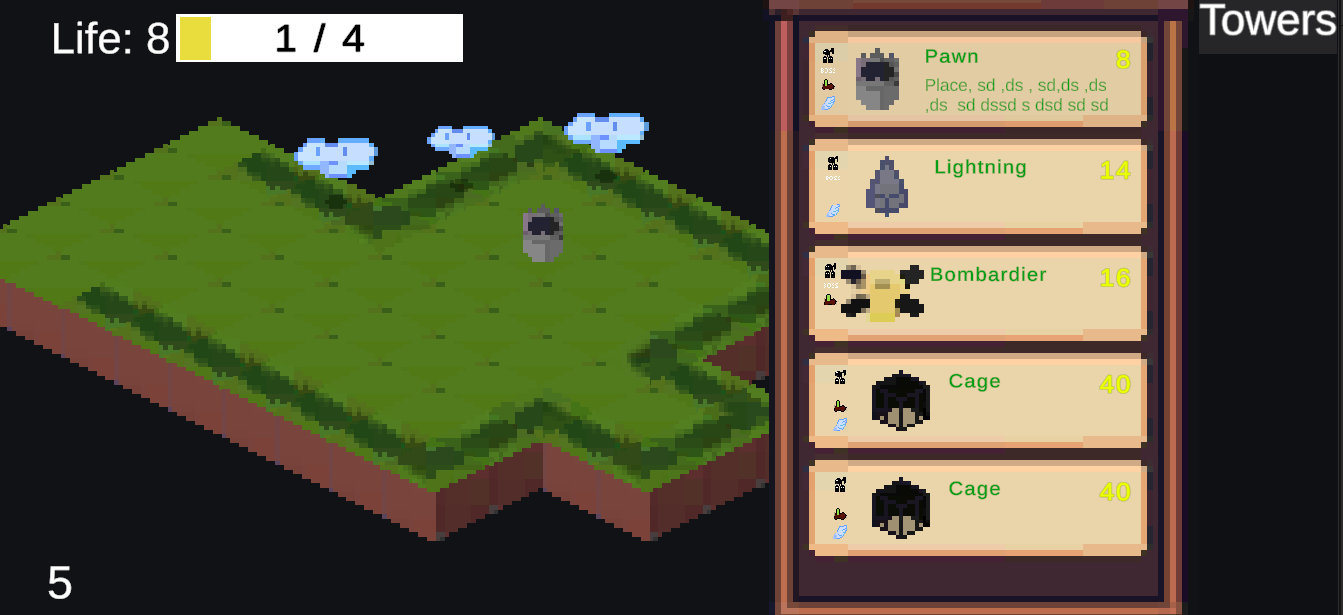 Life: 8
1 / 4
Towers
Pawn
8
Place, sd ,ds , sd,ds ,ds
,ds sd dssd s dsd sd sd
Lightning
14
Bombardier
16
Cage
40
Cage
40
5